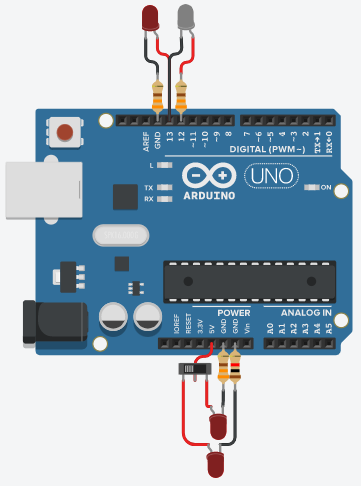 AREF
GND
13
12
~11
~10
~9
8
7
~6
~5
4
~3
2
TX→1
RX←0
DIGITAL (PWM~)
L
TX
RX
ARDUINO
UNO
ON
POWER
ANALOG IN
IOREF
RESET
3.3V
5V
GND
GND
Vin
A0
A1
A2
A3
A4
A5